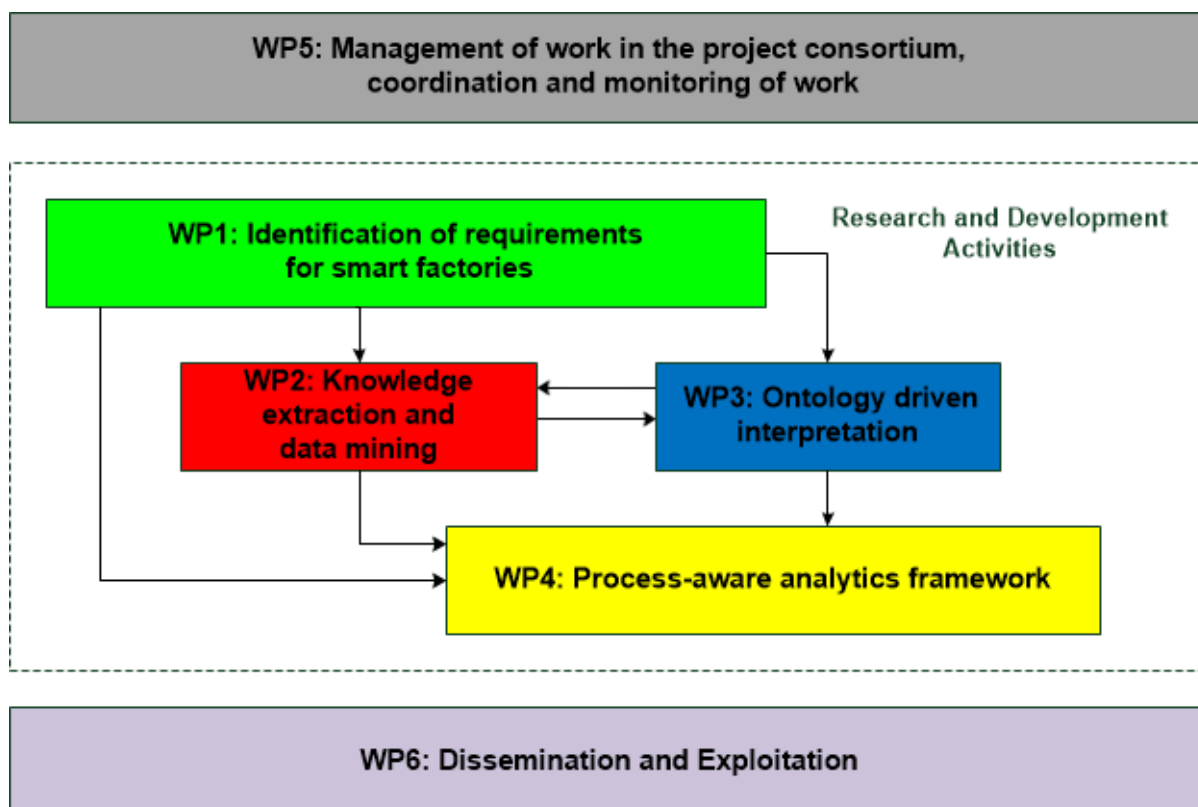 WP5: Management of work in the project consortium,
coordination and monitoring of work
Research and Development
Activities
WP1: Identification of requirements
for smart factories
WP2: Knowledge
extraction and
data mining
WP3: Ontology driven
interpretation
WP4: Process-aware analytics framework
WP6: Dissemination and Exploitation